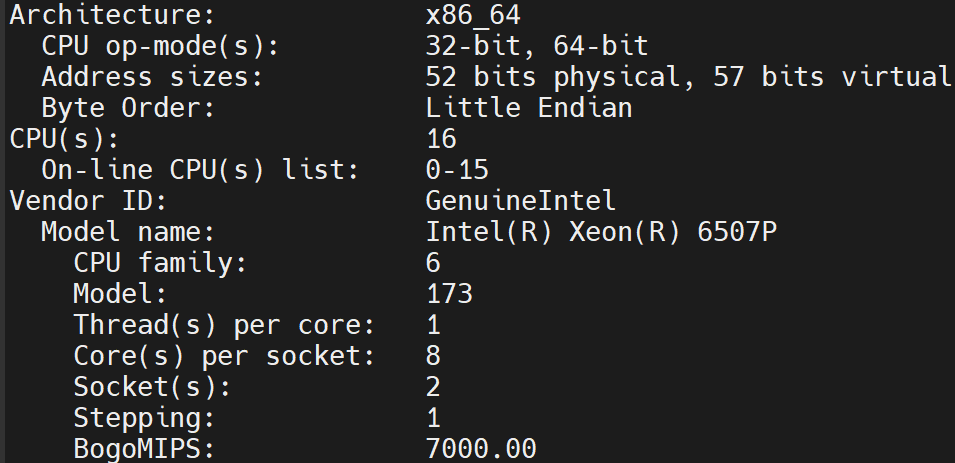 Architecture: x86_64
CPU op-mode(s): 32-bit, 64-bit
Address sizes: 52 bits physical, 57 bits virtual
Byte Order: Little Endian
CPU(s): 16
On-line CPU(s) list: 0-15
Vendor ID: GenuineIntel
Model name: Intel(R) Xeon(R) 6507P
CPU family: 6
Model: 173
Thread(s) per core: 1
Core(s) per socket: 8
Socket(s): 2
Stepping: 1
BogoMIPS: 7000.00